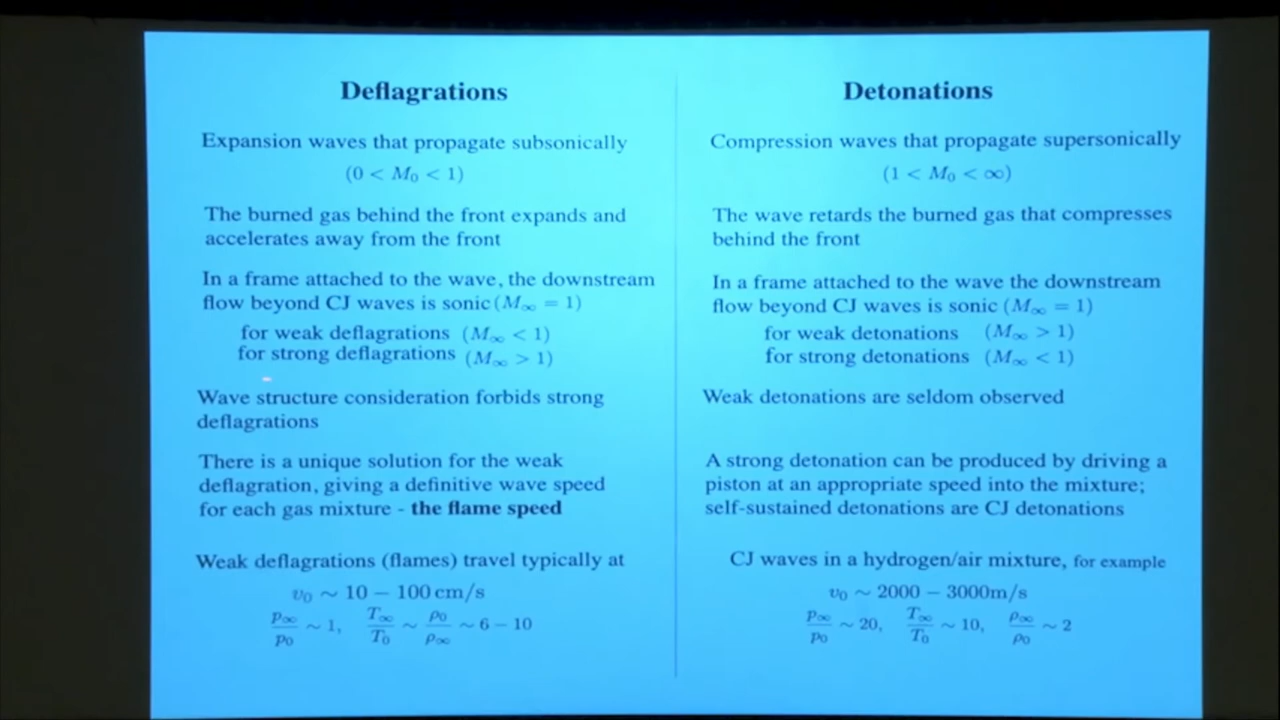 Deflagrations
Expansion waves that propagate subsonically
(0 < M₀ < 1)
The burned gas behind the front expands and
accelerates away from the front
In a frame attached to the wave, the downstream
flow beyond CJ waves is sonic (M∞ = 1)
for weak deflagrations (M∞ < 1)
for strong deflagrations (M∞ > 1)
Wave structure consideration forbids strong
deflagrations
There is a unique solution for the weak
deflagration, giving a definitive wave speed
for each gas mixture - the flame speed
Weak deflagrations (flames) travel typically at
v₀ ∼ 10 − 100 cm/s
p∞/p₀ ∼ 1, T∞/T₀ ∼ ρ₀/ρ∞ ∼ 6 − 10
Detonations
Compression waves that propagate supersonically
(1 < M₀ < ∞)
The wave retards the burned gas that compresses
behind the front
In a frame attached to the wave the downstream
flow beyond CJ waves is sonic (M∞ = 1)
for weak detonations (M∞ > 1)
for strong detonations (M∞ < 1)
Weak detonations are seldom observed
A strong detonation can be produced by driving a
piston at an appropriate speed into the mixture;
self-sustained detonations are CJ detonations
CJ waves in a hydrogen/air mixture, for example
v₀ ∼ 2000 − 3000m/s
p∞/p₀ ∼ 20, T∞/T₀ ∼ 10, ρ∞/ρ₀ ∼ 2